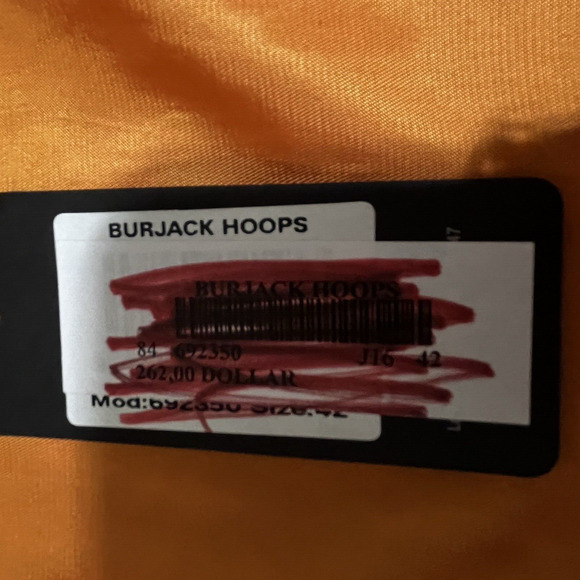 BURJACK HOOPS
BURJACK HOOPS
84 692350 J16 42
262,00 DOLLAR
Mod:692350 Size:42